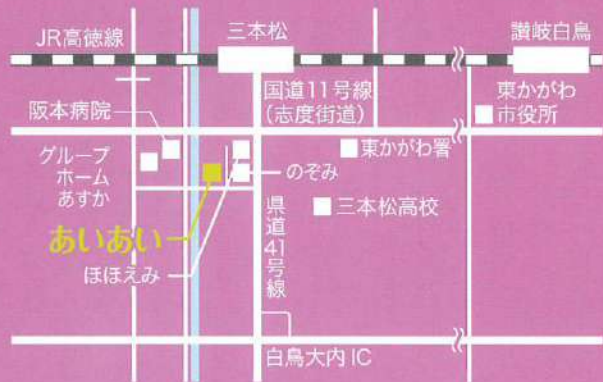 JR高徳線
三本松
讃岐白鳥
国道11号線
(志度街道)
東かがわ
市役所
阪本病院
東かがわ署
グループ
ホーム
あすか
のぞみ
三本松高校
県道41号線
あいあい
ほほえみ
白鳥大内 IC